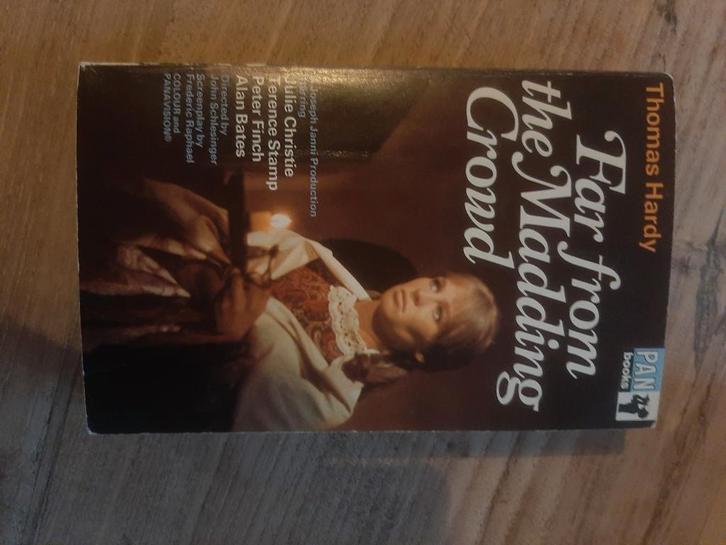 Thomas Hardy
Far from
the Madding
Crowd
PAN
books
A Joseph Janni Production
starring
Julie Christie
Terence Stamp
Peter Finch
Alan Bates
Directed by
John Schlesinger
Screenplay by
Frederic Raphael
COLOUR and
PANAVISION®